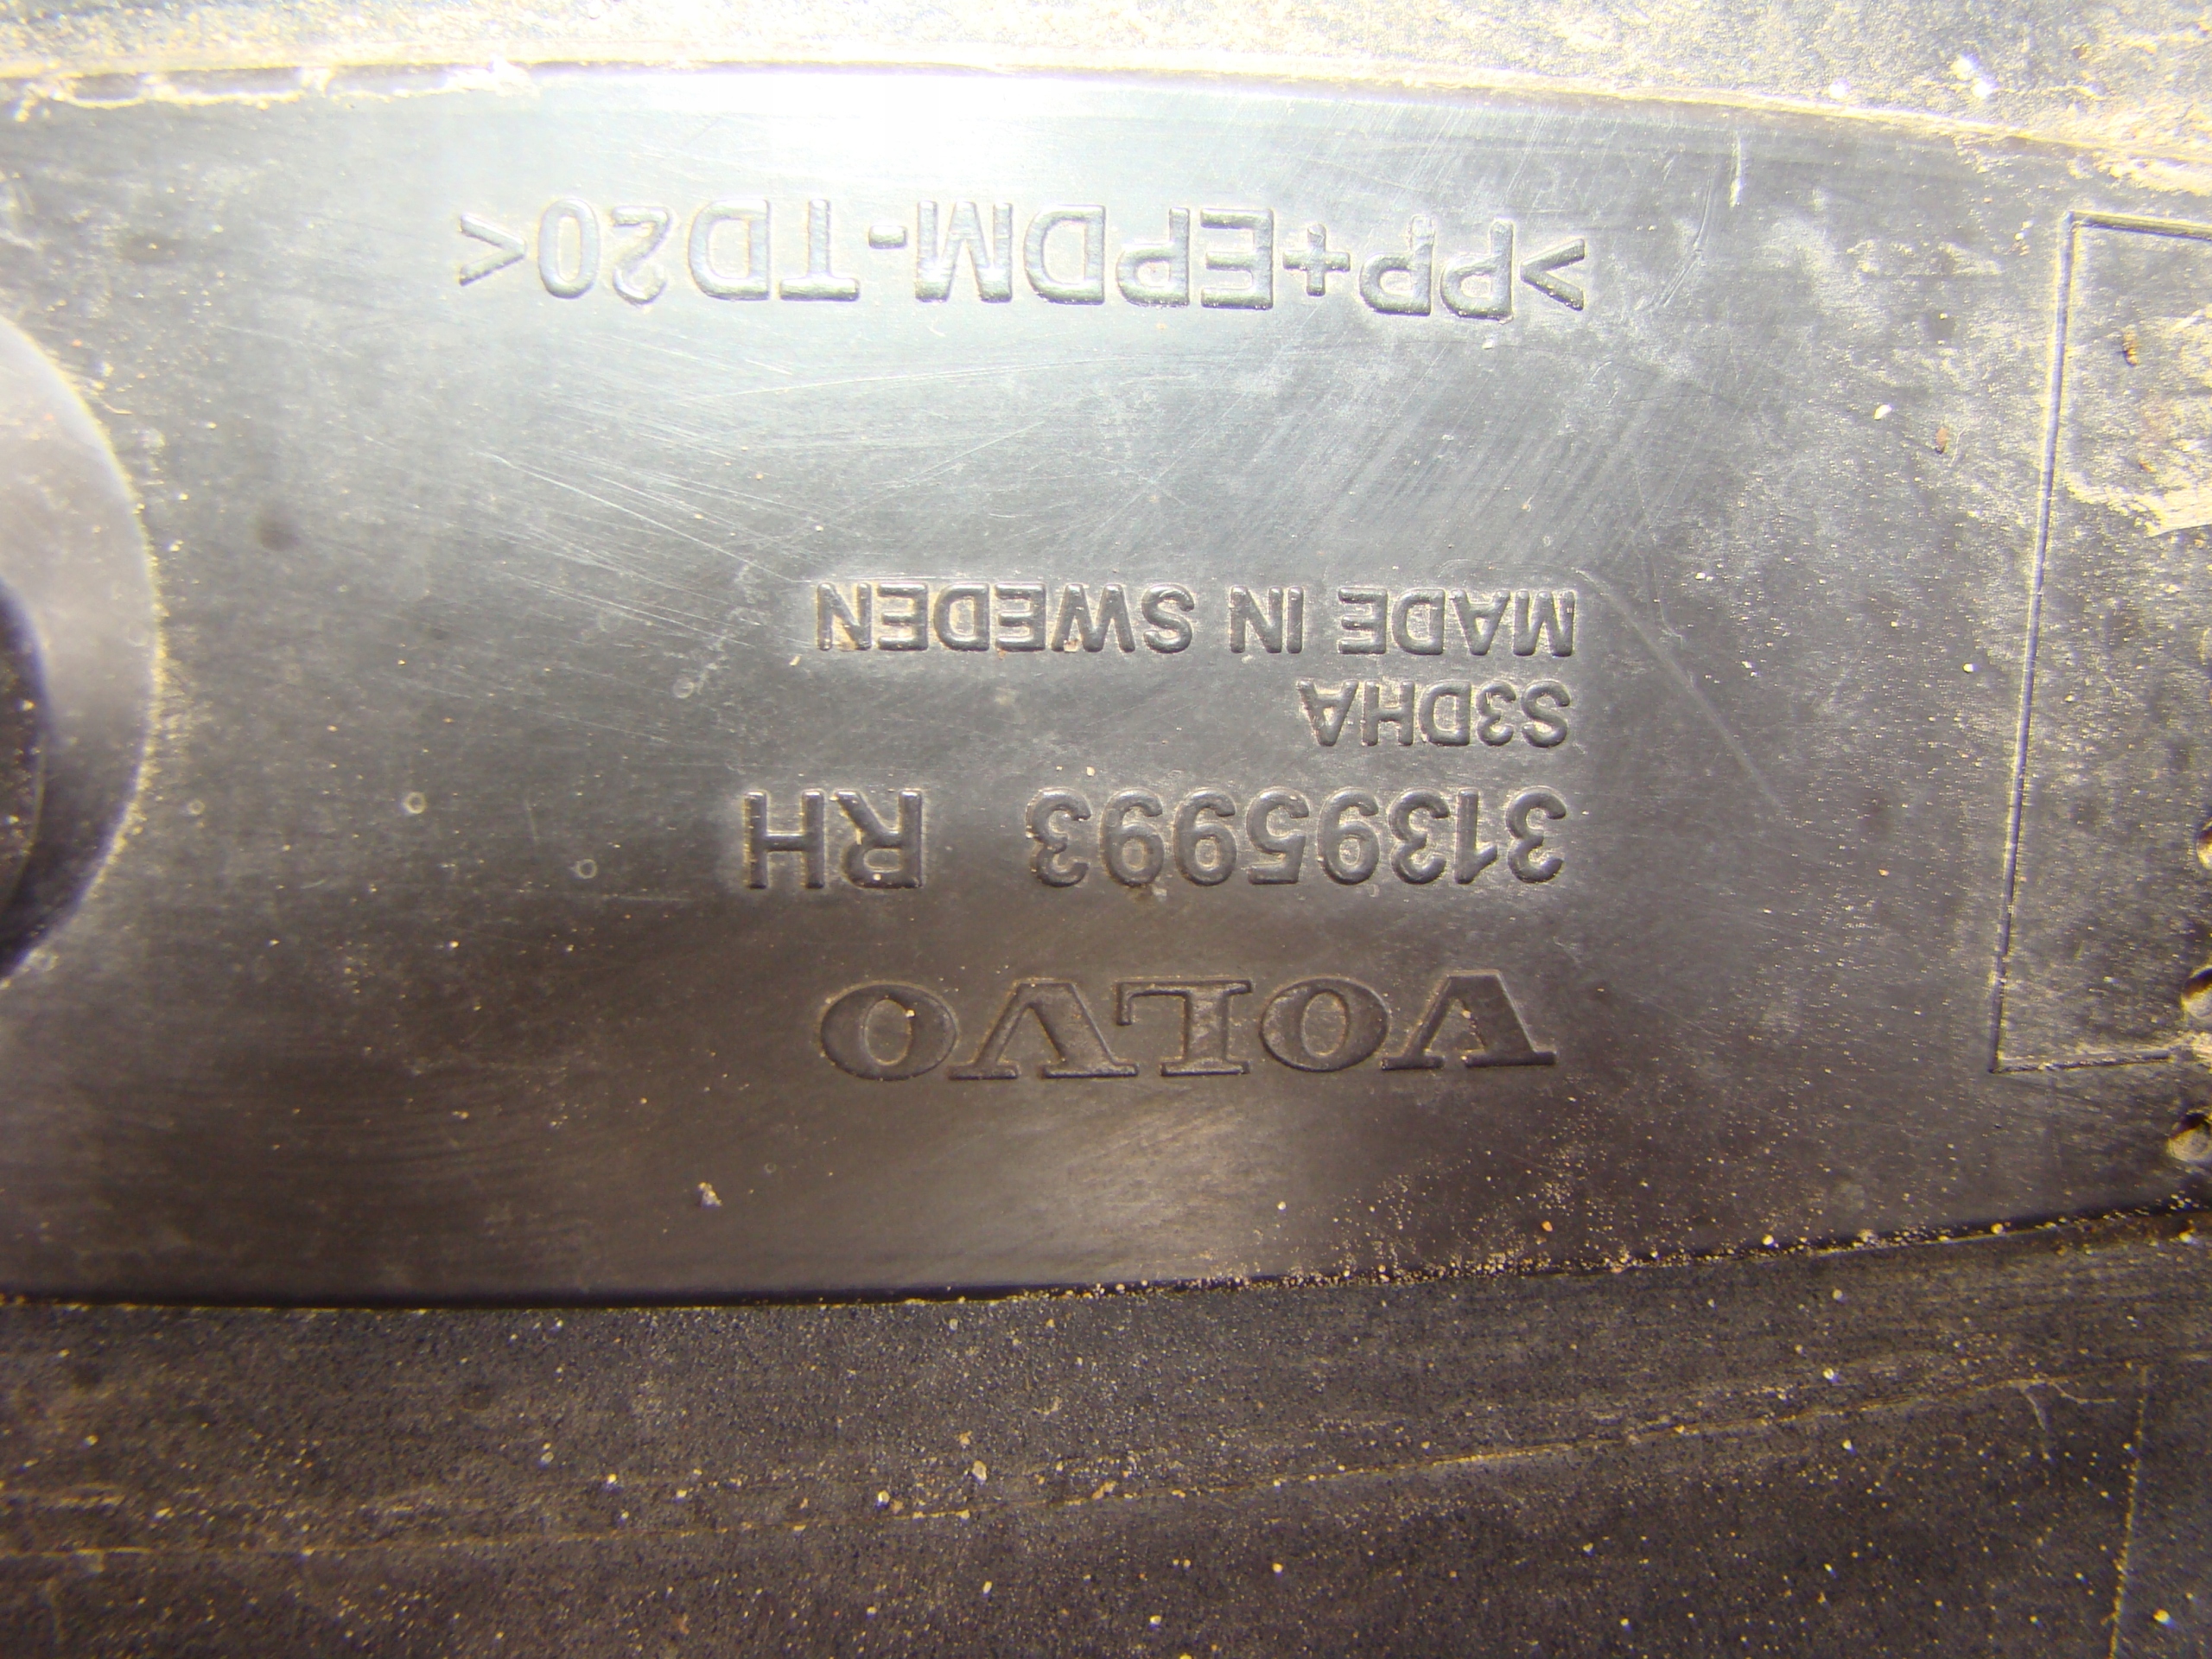 VOLVO
31395993 RH
S3DHA
MADE IN SWEDEN
>PP+EPDM-TD20<